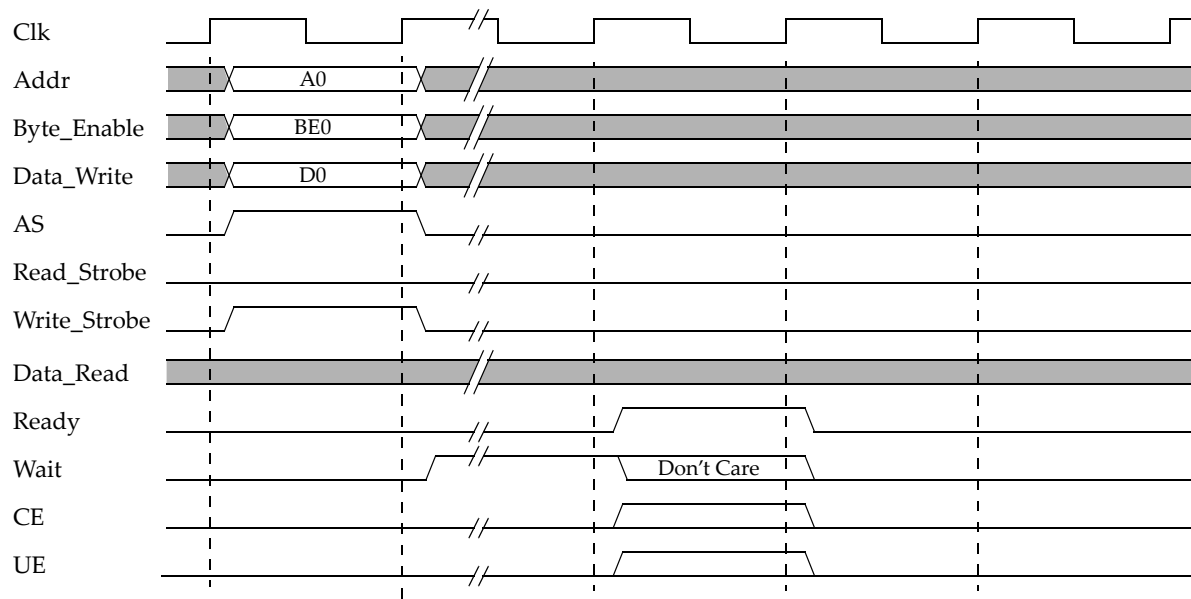 Clk
Addr A0
Byte_Enable BE0
Data_Write D0
AS
Read_Strobe
Write_Strobe
Data_Read
Ready
Wait Don't Care
CE
UE